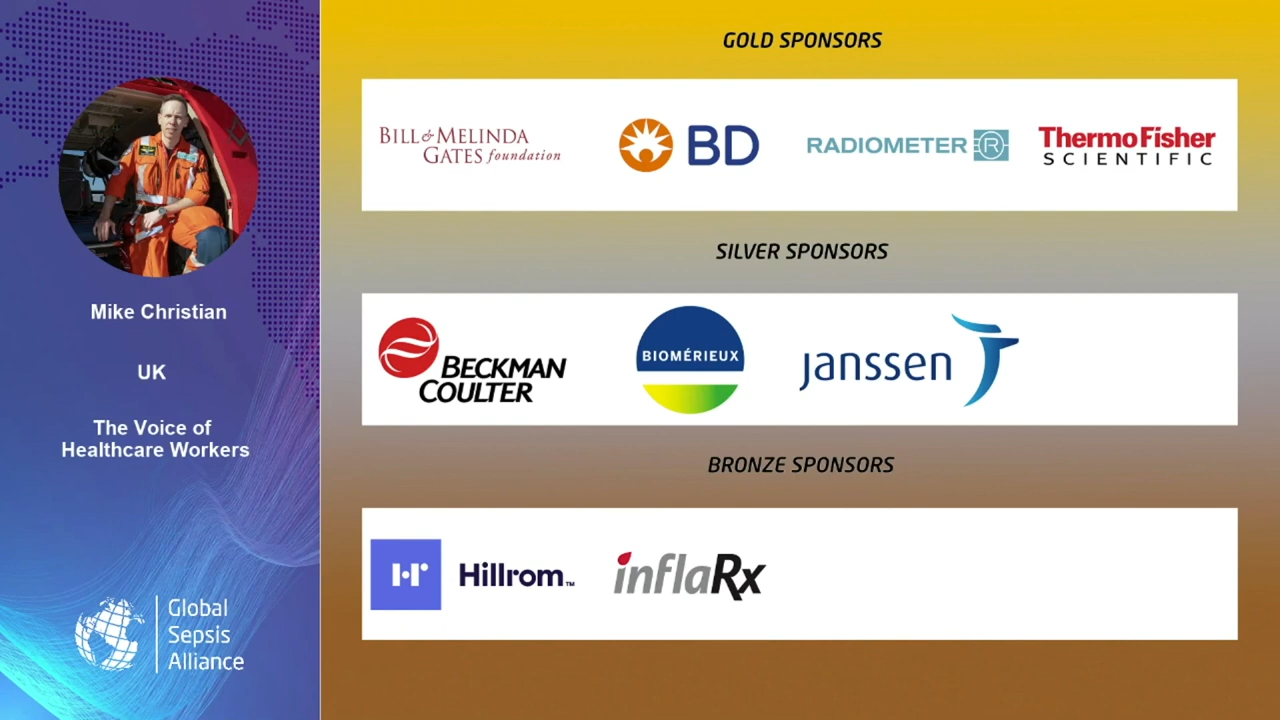 Mike Christian
UK
The Voice of
Healthcare Workers
Global
Sepsis
Alliance
GOLD SPONSORS
BILL & MELINDA
GATES foundation
BD
RADIOMETER R
ThermoFisher
SCIENTIFIC
SILVER SPONSORS
BECKMAN
COULTER
BIOMÉRIEUX
janssen
BRONZE SPONSORS
H Hillrom™
inflaRx